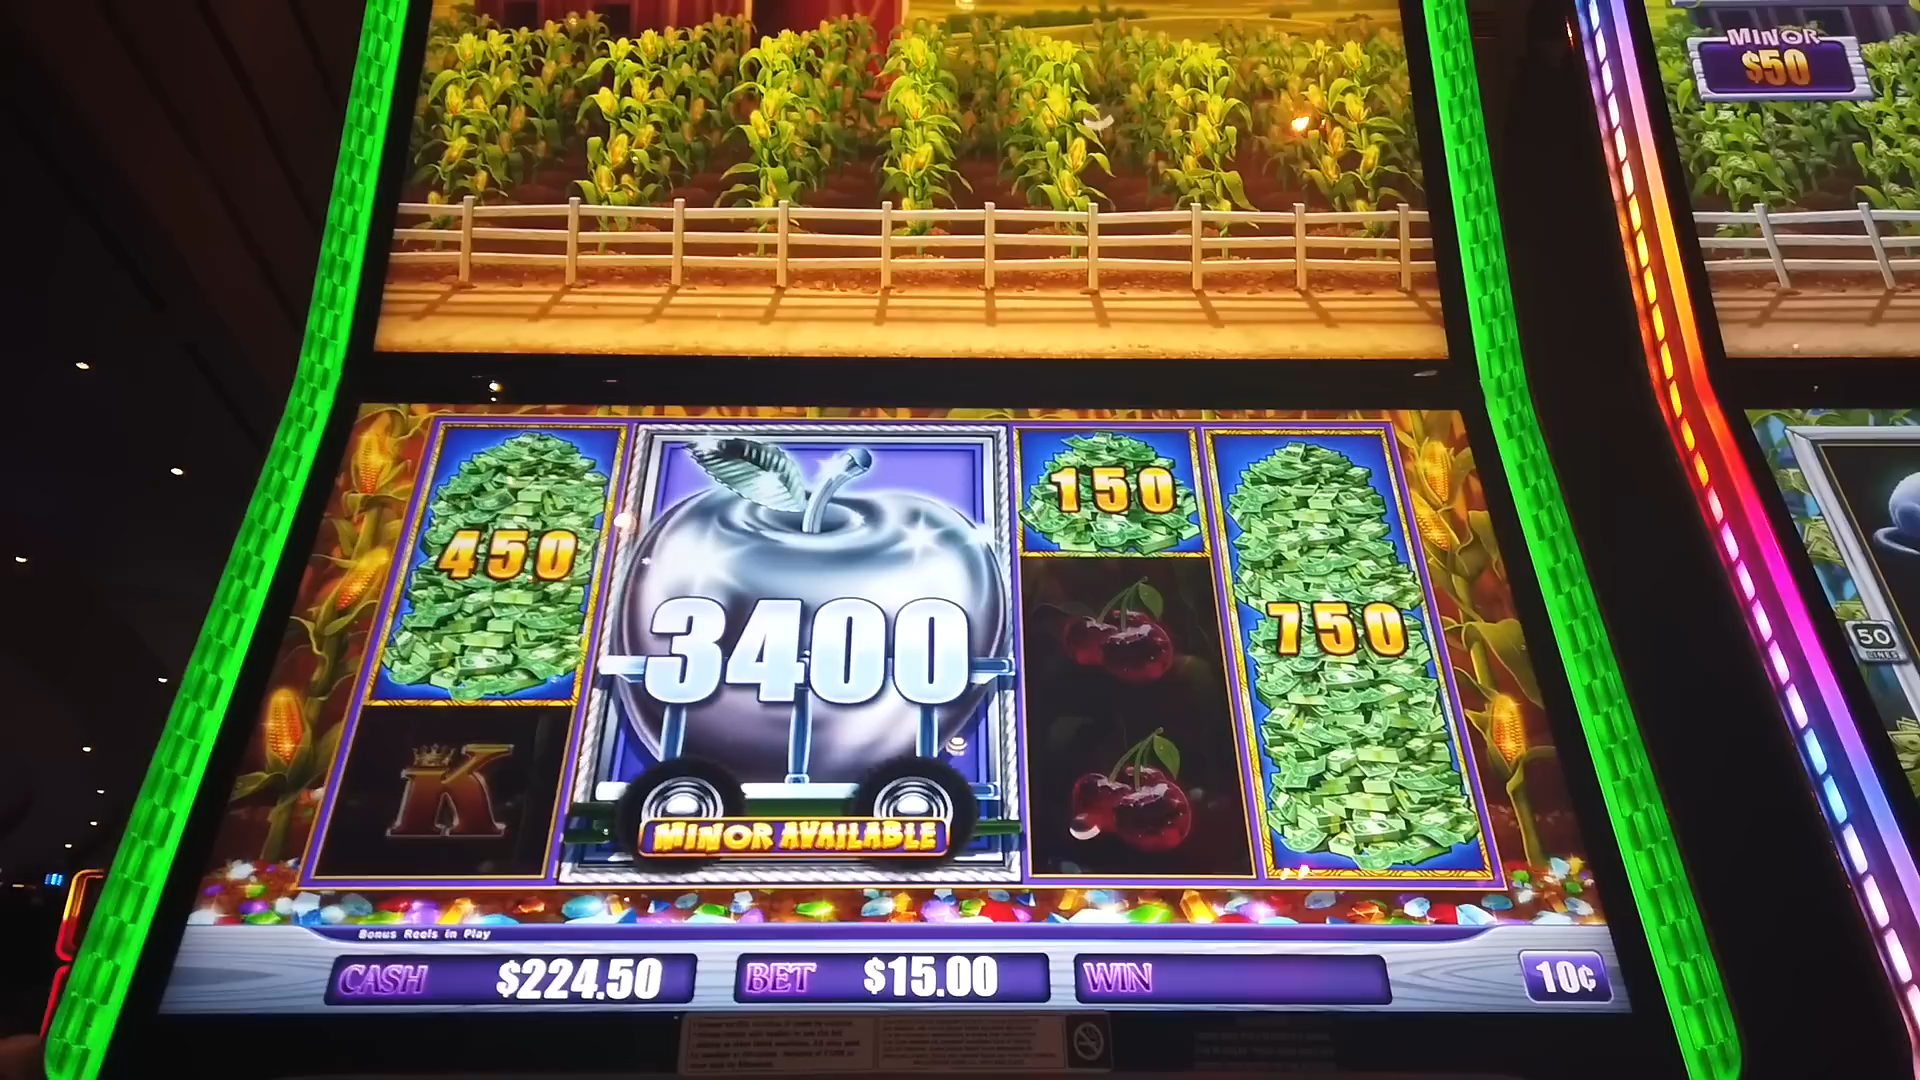 MINOR
$50
450
3400
150
750
50
LINES
MINOR AVAILABLE
Bonus Reels in Play
CASH $224.50
BET $15.00
WIN
10¢